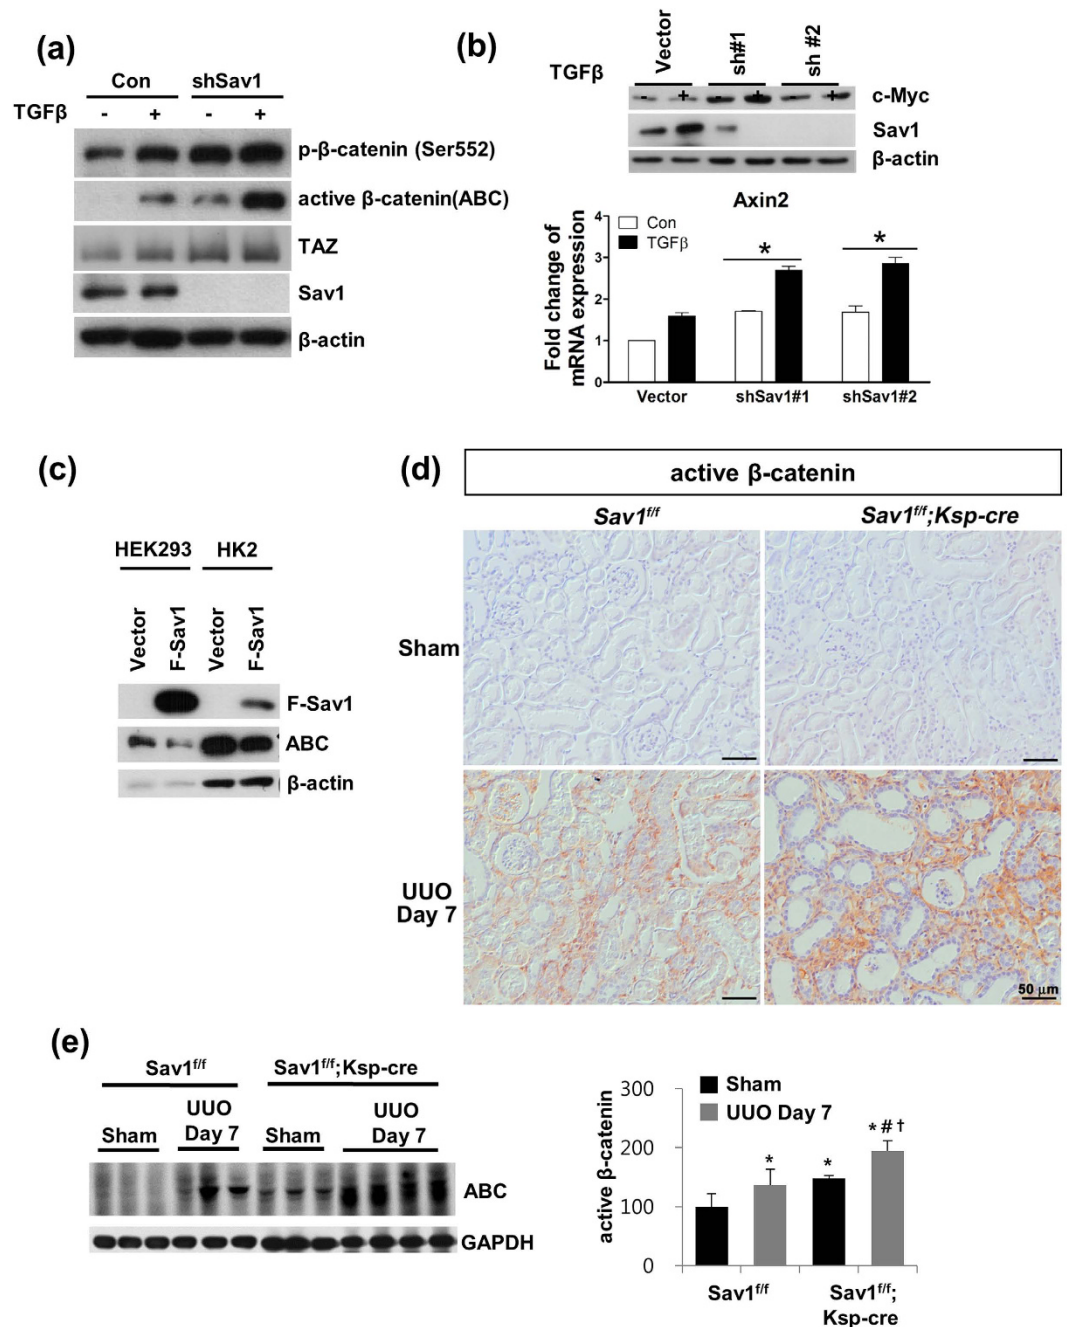 (a)
Con shSav1
TGFβ - + - +
p-β-catenin (Ser552)
active β-catenin(ABC)
TAZ
Sav1
β-actin
(b)
TGFβ Vector sh#1 sh #2
- + - + - +
c-Myc
Sav1
β-actin
Axin2
Fold change of
mRNA expression
4
3
2
1
0
Con
TGFβ
* *
Vector shSav1#1 shSav1#2
(c)
HEK293 HK2
Vector F-Sav1 Vector F-Sav1
F-Sav1
ABC
β-actin
(d)
active β-catenin
Sav1f/f Sav1f/f;Ksp-cre
Sham
UUO
Day 7
50 μm
(e)
Sav1f/f Sav1f/f;Ksp-cre
Sham UUO Day 7 Sham UUO Day 7
ABC
GAPDH
active β-catenin
300
200
100
0
Sham
UUO Day 7
* * * # †
Sav1f/f Sav1f/f;
Ksp-cre